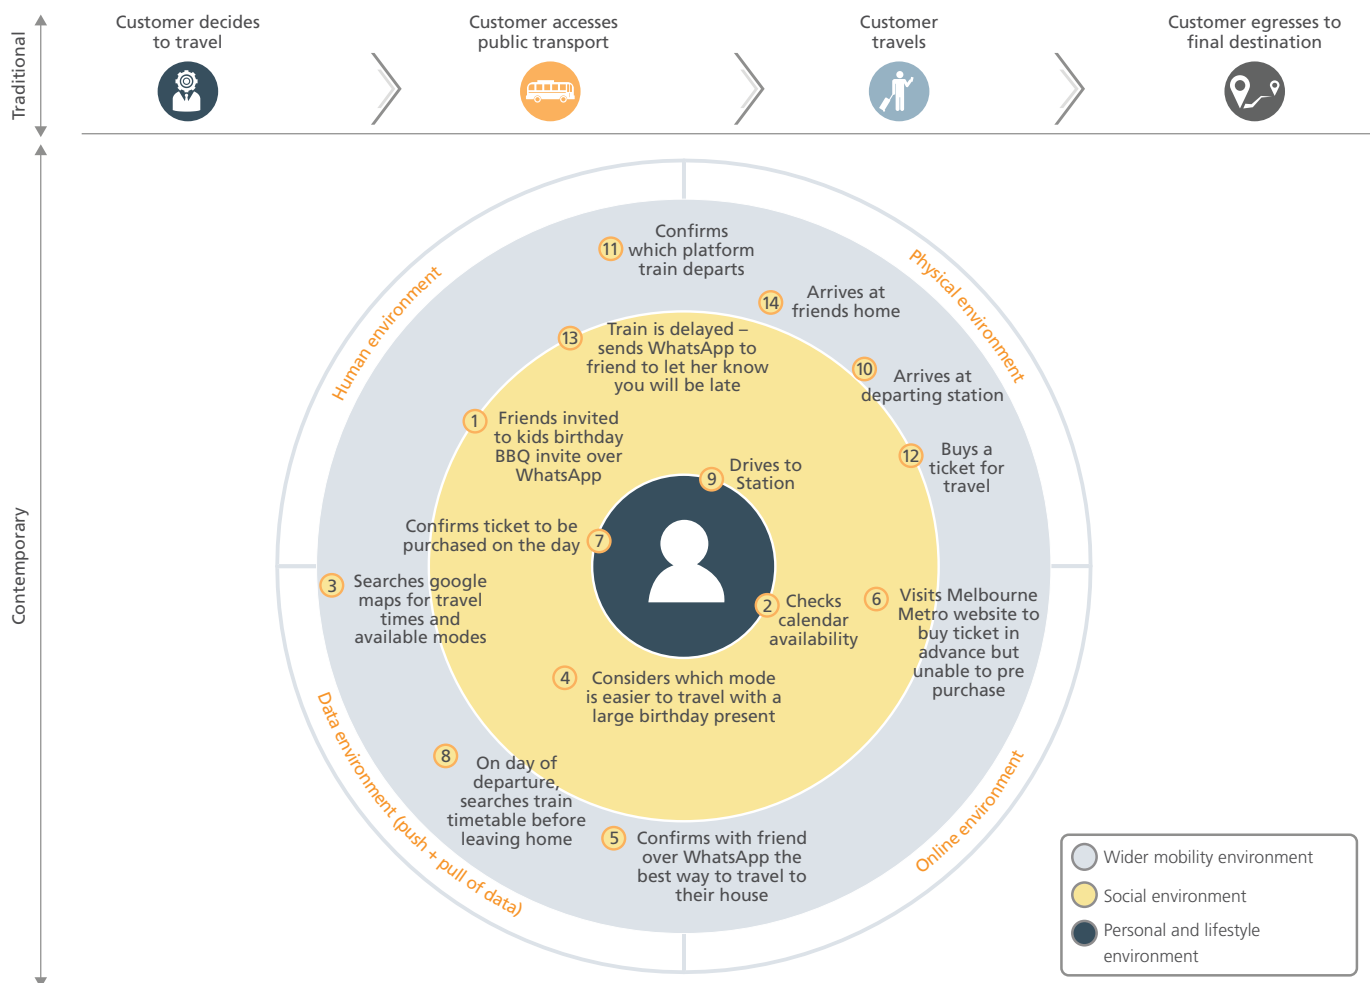 Traditional
Customer decides
to travel
Customer accesses
public transport
Customer
travels
Customer egresses to
final destination
Contemporary
Human environment
Physical environment
Data environment (push + pull of data)
Online environment
11
Confirms
which platform
train departs
14
Arrives at
friends home
13
Train is delayed –
sends WhatsApp to
friend to let her know
you will be late
10
Arrives at
departing station
1
Friends invited
to kids birthday
BBQ invite over
WhatsApp
12
Buys a
ticket for
travel
9
Drives to
Station
Confirms ticket to be
purchased on the day
7
3
Searches google
maps for travel
times and
available modes
2
Checks
calendar
availability
6
Visits Melbourne
Metro website to
buy ticket in
advance but
unable to pre
purchase
4
Considers which mode
is easier to travel with a
large birthday present
8
On day of
departure,
searches train
timetable before
leaving home
5
Confirms with friend
over WhatsApp the
best way to travel to
their house
Wider mobility environment
Social environment
Personal and lifestyle
environment